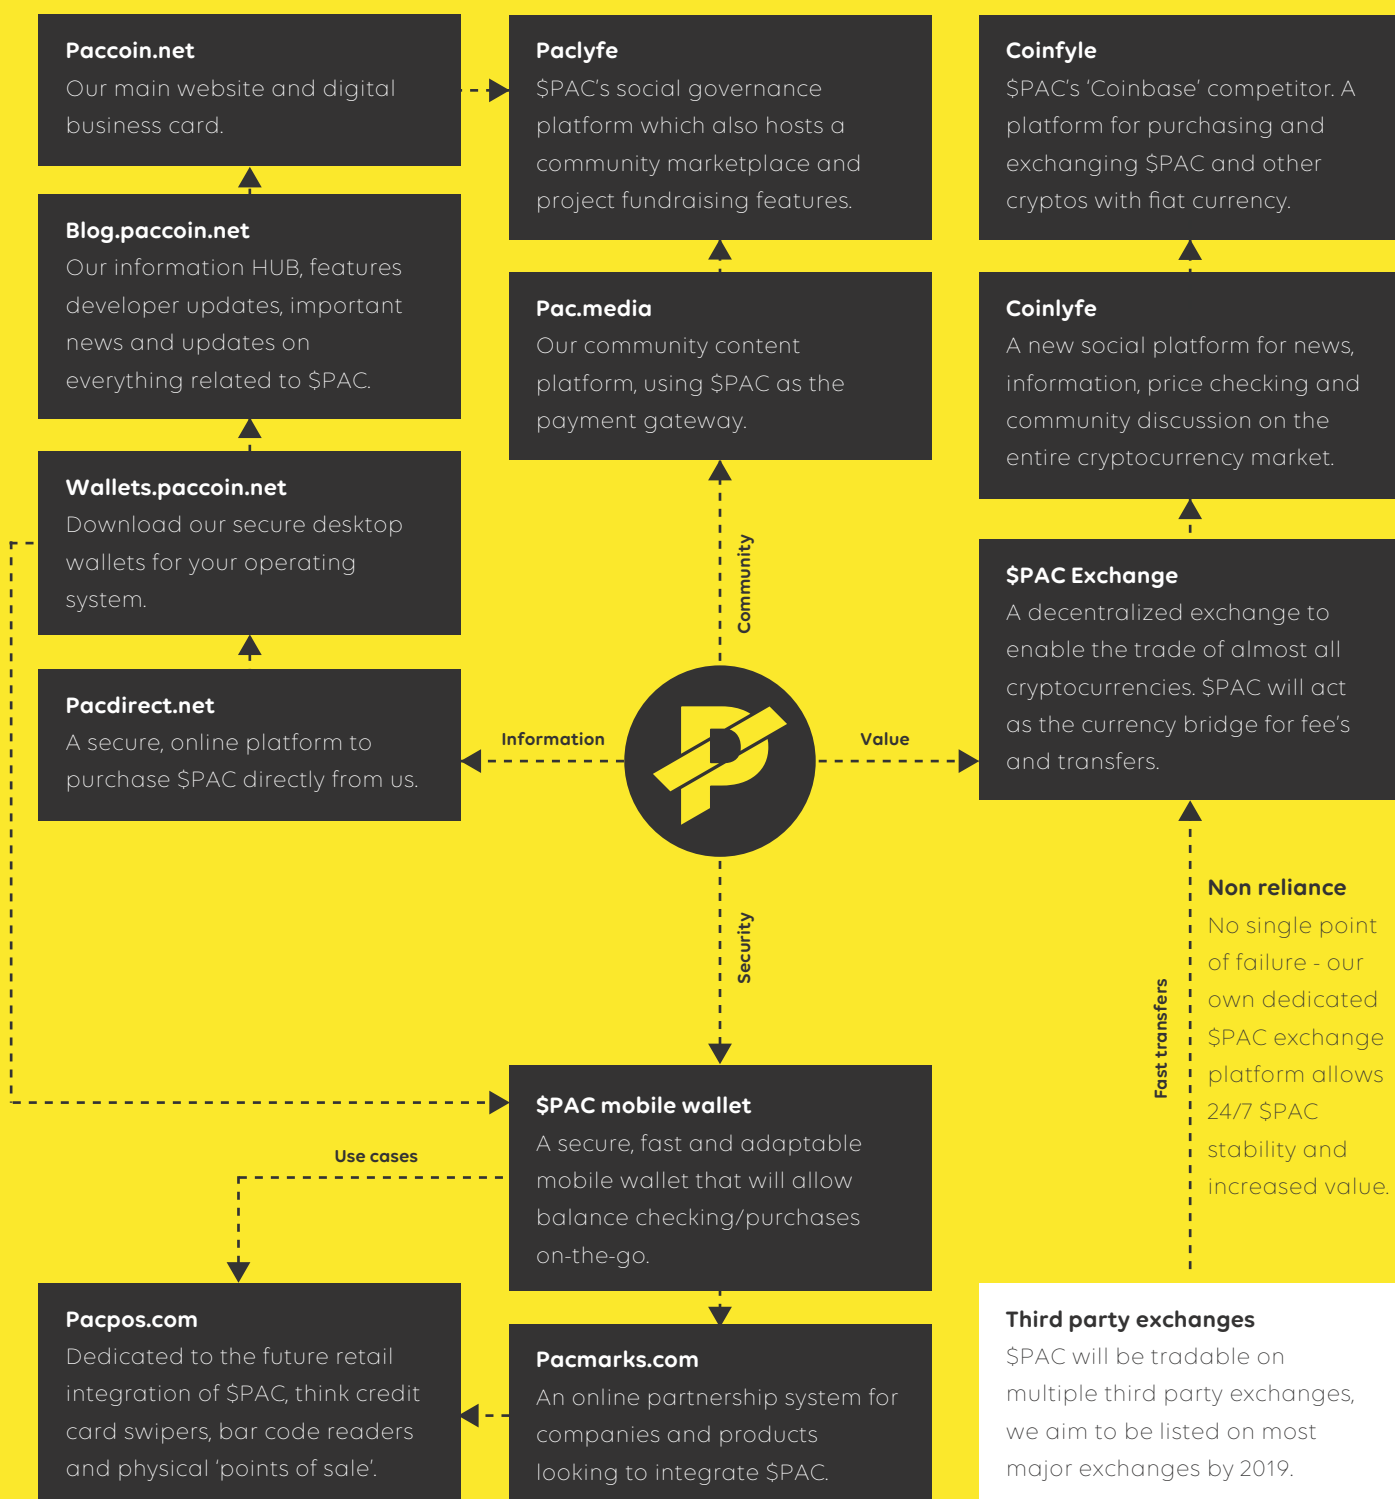 Paccoin.net
Our main website and digital
business card.
Blog.paccoin.net
Our information HUB, features
developer updates, important
news and updates on
everything related to $PAC.
Wallets.paccoin.net
Download our secure desktop
wallets for your operating
system.
Pacdirect.net
A secure, online platform to
purchase $PAC directly from us.
Paclyfe
$PAC's social governance
platform which also hosts a
community marketplace and
project fundraising features.
Pac.media
Our community content
platform, using $PAC as the
payment gateway.
Coinfyle
$PAC's 'Coinbase' competitor. A
platform for purchasing and
exchanging $PAC and other
cryptos with fiat currency.
Coinlyfe
A new social platform for news,
information, price checking and
community discussion on the
entire cryptocurrency market.
$PAC Exchange
A decentralized exchange to
enable the trade of almost all
cryptocurrencies. $PAC will act
as the currency bridge for fee's
and transfers.
Community
Information
Value
Security
Non reliance
No single point
of failure - our
own dedicated
$PAC exchange
platform allows
24/7 $PAC
stability and
increased value.
Fast transfers
$PAC mobile wallet
A secure, fast and adaptable
mobile wallet that will allow
balance checking/purchases
on-the-go.
Use cases
Pacpos.com
Dedicated to the future retail
integration of $PAC, think credit
card swipers, bar code readers
and physical 'points of sale'.
Pacmarks.com
An online partnership system for
companies and products
looking to integrate $PAC.
Third party exchanges
$PAC will be tradable on
multiple third party exchanges,
we aim to be listed on most
major exchanges by 2019.